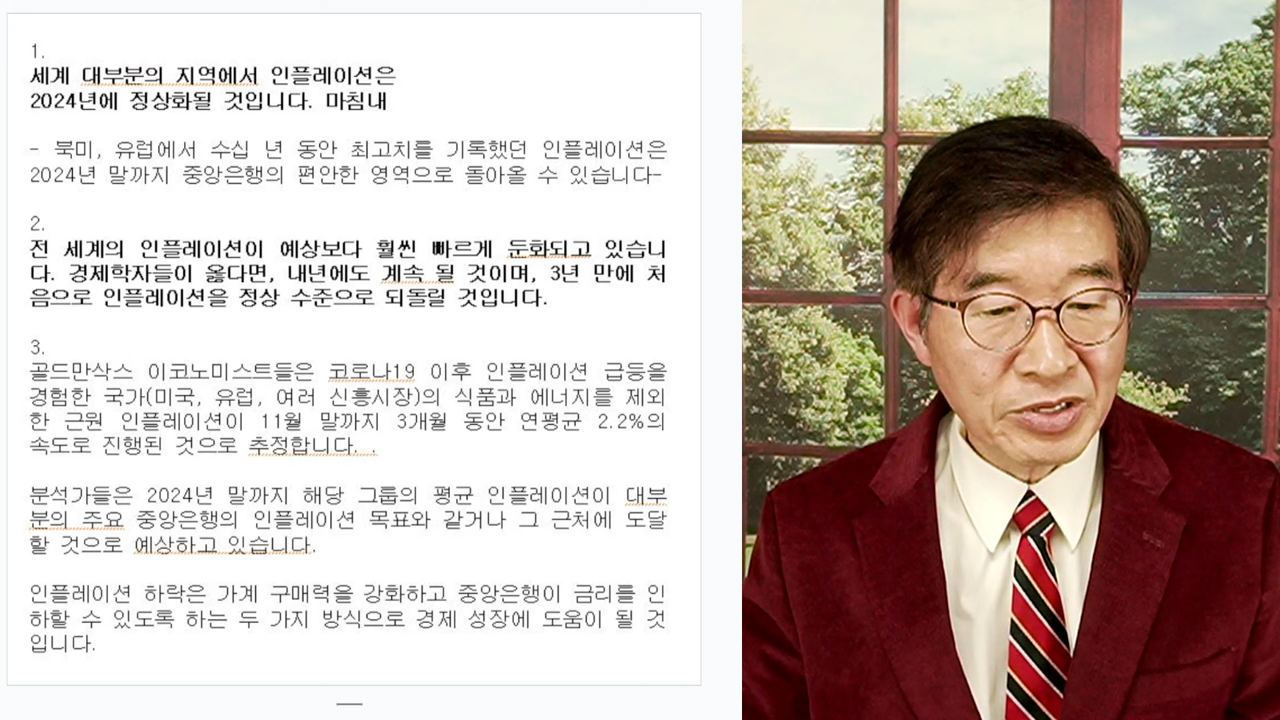 1.
세계 대부분의 지역에서 인플레이션은
2024년에 정상화될 것입니다. 마침내
- 북미, 유럽에서 수십 년 동안 최고치를 기록했던 인플레이션은
2024년 말까지 중앙은행의 편안한 영역으로 돌아올 수 있습니다-
2.
전 세계의 인플레이션이 예상보다 훨씬 빠르게 둔화되고 있습니
다. 경제학자들이 옳다면, 내년에도 계속 될 것이며, 3년 만에 처
음으로 인플레이션을 정상 수준으로 되돌릴 것입니다.
3.
골드만삭스 이코노미스트들은 코로나19 이후 인플레이션 급등을
경험한 국가(미국, 유럽, 여러 신흥시장)의 식품과 에너지를 제외
한 근원 인플레이션이 11월 말까지 3개월 동안 연평균 2.2%의
속도로 진행된 것으로 추정합니다. .
분석가들은 2024년 말까지 해당 그룹의 평균 인플레이션이 대부
분의 주요 중앙은행의 인플레이션 목표와 같거나 그 근처에 도달
할 것으로 예상하고 있습니다.
인플레이션 하락은 가계 구매력을 강화하고 중앙은행이 금리를 인
하할 수 있도록 하는 두 가지 방식으로 경제 성장에 도움이 될 것
입니다.